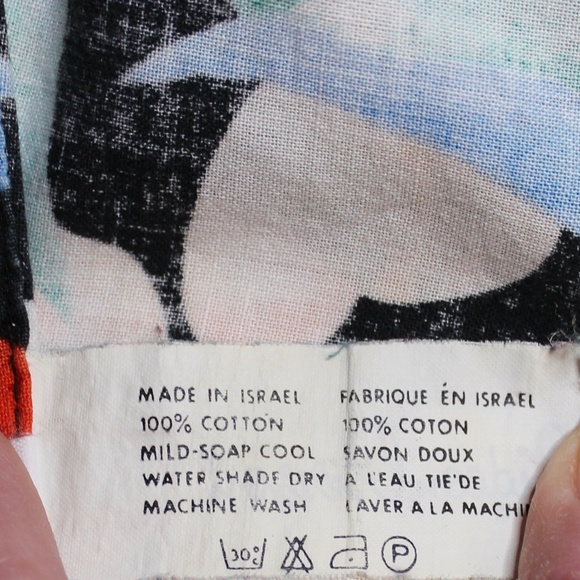 MADE IN ISRAEL
100% COTTON
MILD-SOAP COOL
WATER SHADE DRY
MACHINE WASH
FABRIQUE ÉN ISRAEL
100% COTON
SAVON DOUX
A L'EAU TIE'DE
LAVER A LA MACHI
30°
P